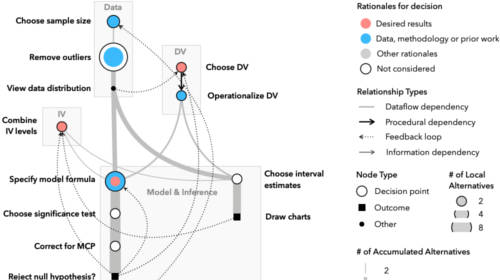 Data
Choose sample size
Remove outliers
View data distribution
DV
Choose DV
Operationalize DV
IV
Combine
IV levels
Specify model formula
Model & Inference
Choose interval
estimates
Choose significance test
Draw charts
Correct for MCP
Reject null hypothesis?
Rationales for decision
Desired results
Data, methodology or prior work
Other rationales
Not considered
Relationship Types
Dataflow dependency
Procedural dependency
Feedback loop
Information dependency
Node Type
Decision point
Outcome
Other
# of Local
Alternatives
2
4
8
# of Accumulated Alternatives
2